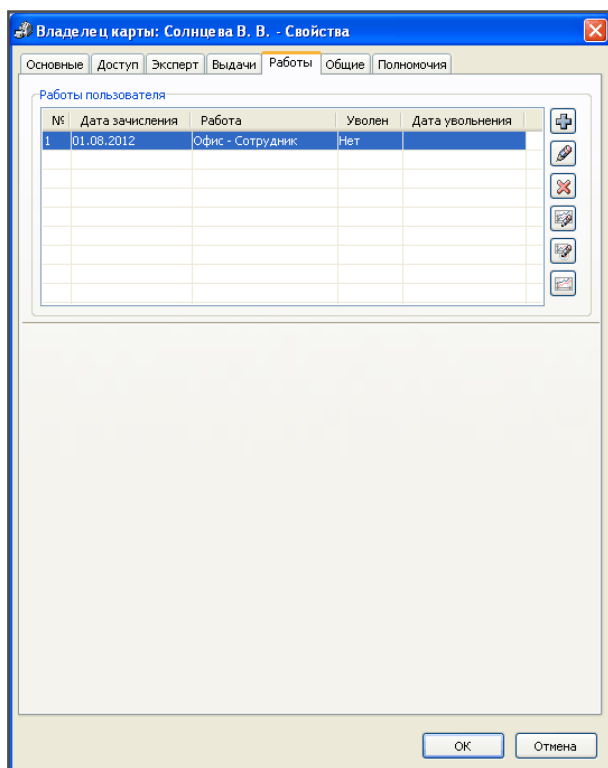 Владелец карты: Солнцева В. В. - Свойства
Основные Доступ Эксперт Выдачи Работы Общие Полномочия
Работы пользователя
№ Дата зачисления Работа Уволен Дата увольнения
1 01.08.2012 Офис - Сотрудник Нет
ОК Отмена